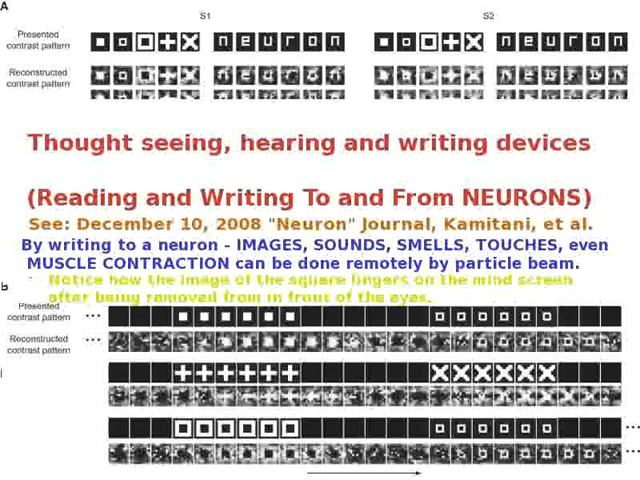 A
S1 S2
Presented contrast pattern
neuron neuron
Reconstructed contrast pattern
neuron neuron
Thought seeing, hearing and writing devices
(Reading and Writing To and From NEURONS)
See: December 10, 2008 "Neuron" Journal, Kamitani, et al.
By writing to a neuron - IMAGES, SOUNDS, SMELLS, TOUCHES, even
MUSCLE CONTRACTION can be done remotely by particle beam.
Notice how the image of the square lingers on the mind screen
after being removed from in front of the eyes.
Presented contrast pattern ...
Reconstructed contrast pattern ...
...
...